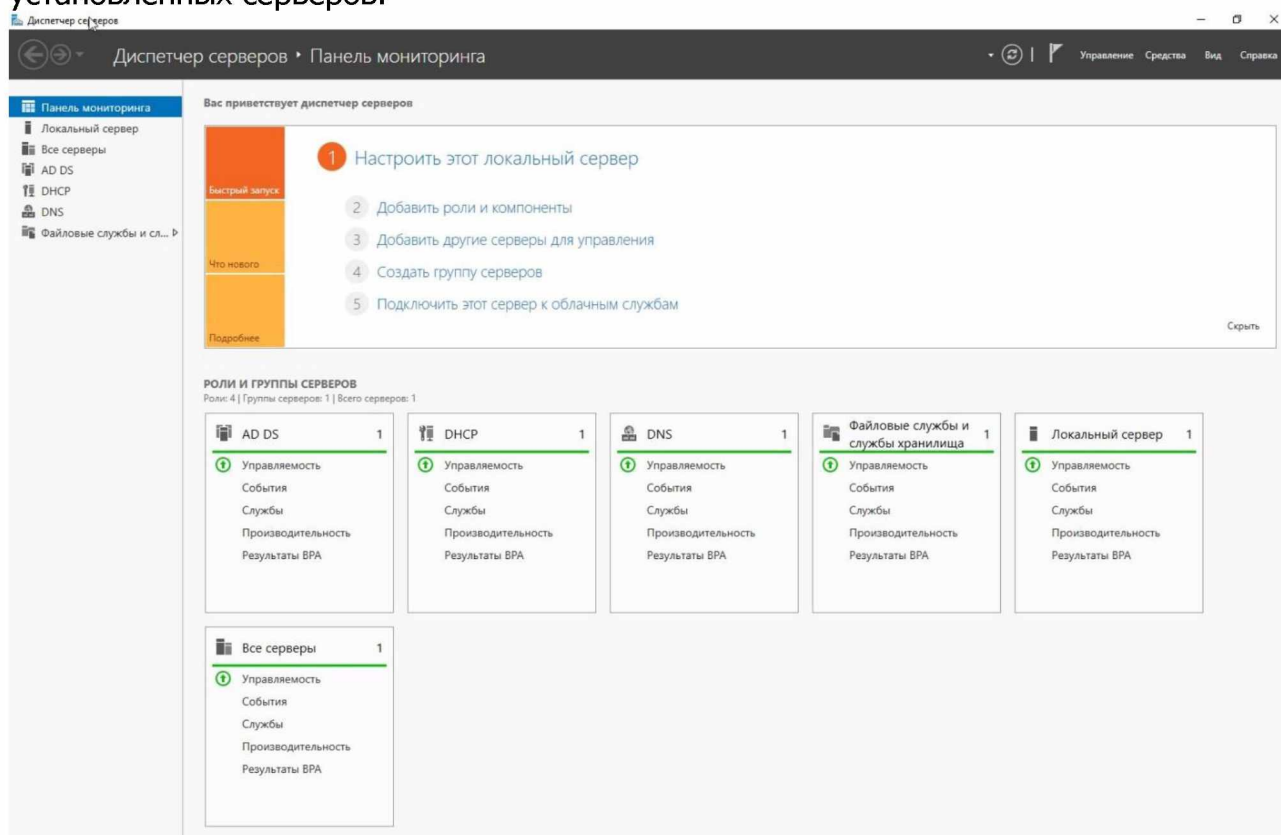 установленных серверов.
Диспетчер серверов
Диспетчер серверов • Панель мониторинга
Управление Средства Вид Справка
Панель мониторинга
Локальный сервер
Все серверы
AD DS
DHCP
DNS
Файловые службы и сл...
Вас приветствует диспетчер серверов
Быстрый запуск
Что нового
Подробнее
1 Настроить этот локальный сервер
2 Добавить роли и компоненты
3 Добавить другие серверы для управления
4 Создать группу серверов
5 Подключить этот сервер к облачным службам
Скрыть
РОЛИ И ГРУППЫ СЕРВЕРОВ
Роли: 4 | Группы серверов: 1 | Всего серверов: 1
AD DS 1
Управляемость
События
Службы
Производительность
Результаты BPA
DHCP 1
Управляемость
События
Службы
Производительность
Результаты BPA
DNS 1
Управляемость
События
Службы
Производительность
Результаты BPA
Файловые службы и
службы хранилища 1
Управляемость
События
Службы
Производительность
Результаты BPA
Локальный сервер 1
Управляемость
События
Службы
Производительность
Результаты BPA
Все серверы 1
Управляемость
События
Службы
Производительность
Результаты BPA